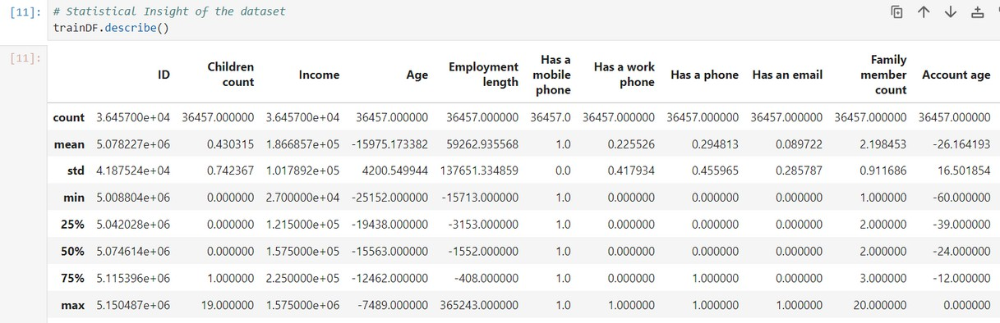 [11]: # Statistical Insight of the dataset
trainDF.describe()
[11]:
ID Children count Income Age Employment length Has a mobile phone Has a work phone Has a phone Has an email Family member count Account age
count 3.645700e+04 36457.000000 3.645700e+04 36457.000000 36457.000000 36457.0 36457.000000 36457.000000 36457.000000 36457.000000 36457.000000
mean 5.078227e+06 0.430315 1.866857e+05 -15975.173382 59262.935568 1.0 0.225526 0.294813 0.089722 2.198453 -26.164193
std 4.187524e+04 0.742367 1.017892e+05 4200.549944 137651.334859 0.0 0.417934 0.455965 0.285787 0.911686 16.501854
min 5.008804e+06 0.000000 2.700000e+04 -25152.000000 -15713.000000 1.0 0.000000 0.000000 0.000000 1.000000 -60.000000
25% 5.042028e+06 0.000000 1.215000e+05 -19438.000000 -3153.000000 1.0 0.000000 0.000000 0.000000 2.000000 -39.000000
50% 5.074614e+06 0.000000 1.575000e+05 -15563.000000 -1552.000000 1.0 0.000000 0.000000 0.000000 2.000000 -24.000000
75% 5.115396e+06 1.000000 2.250000e+05 -12462.000000 -408.000000 1.0 0.000000 1.000000 0.000000 3.000000 -12.000000
max 5.150487e+06 19.000000 1.575000e+06 -7489.000000 365243.000000 1.0 1.000000 1.000000 1.000000 20.000000 0.000000